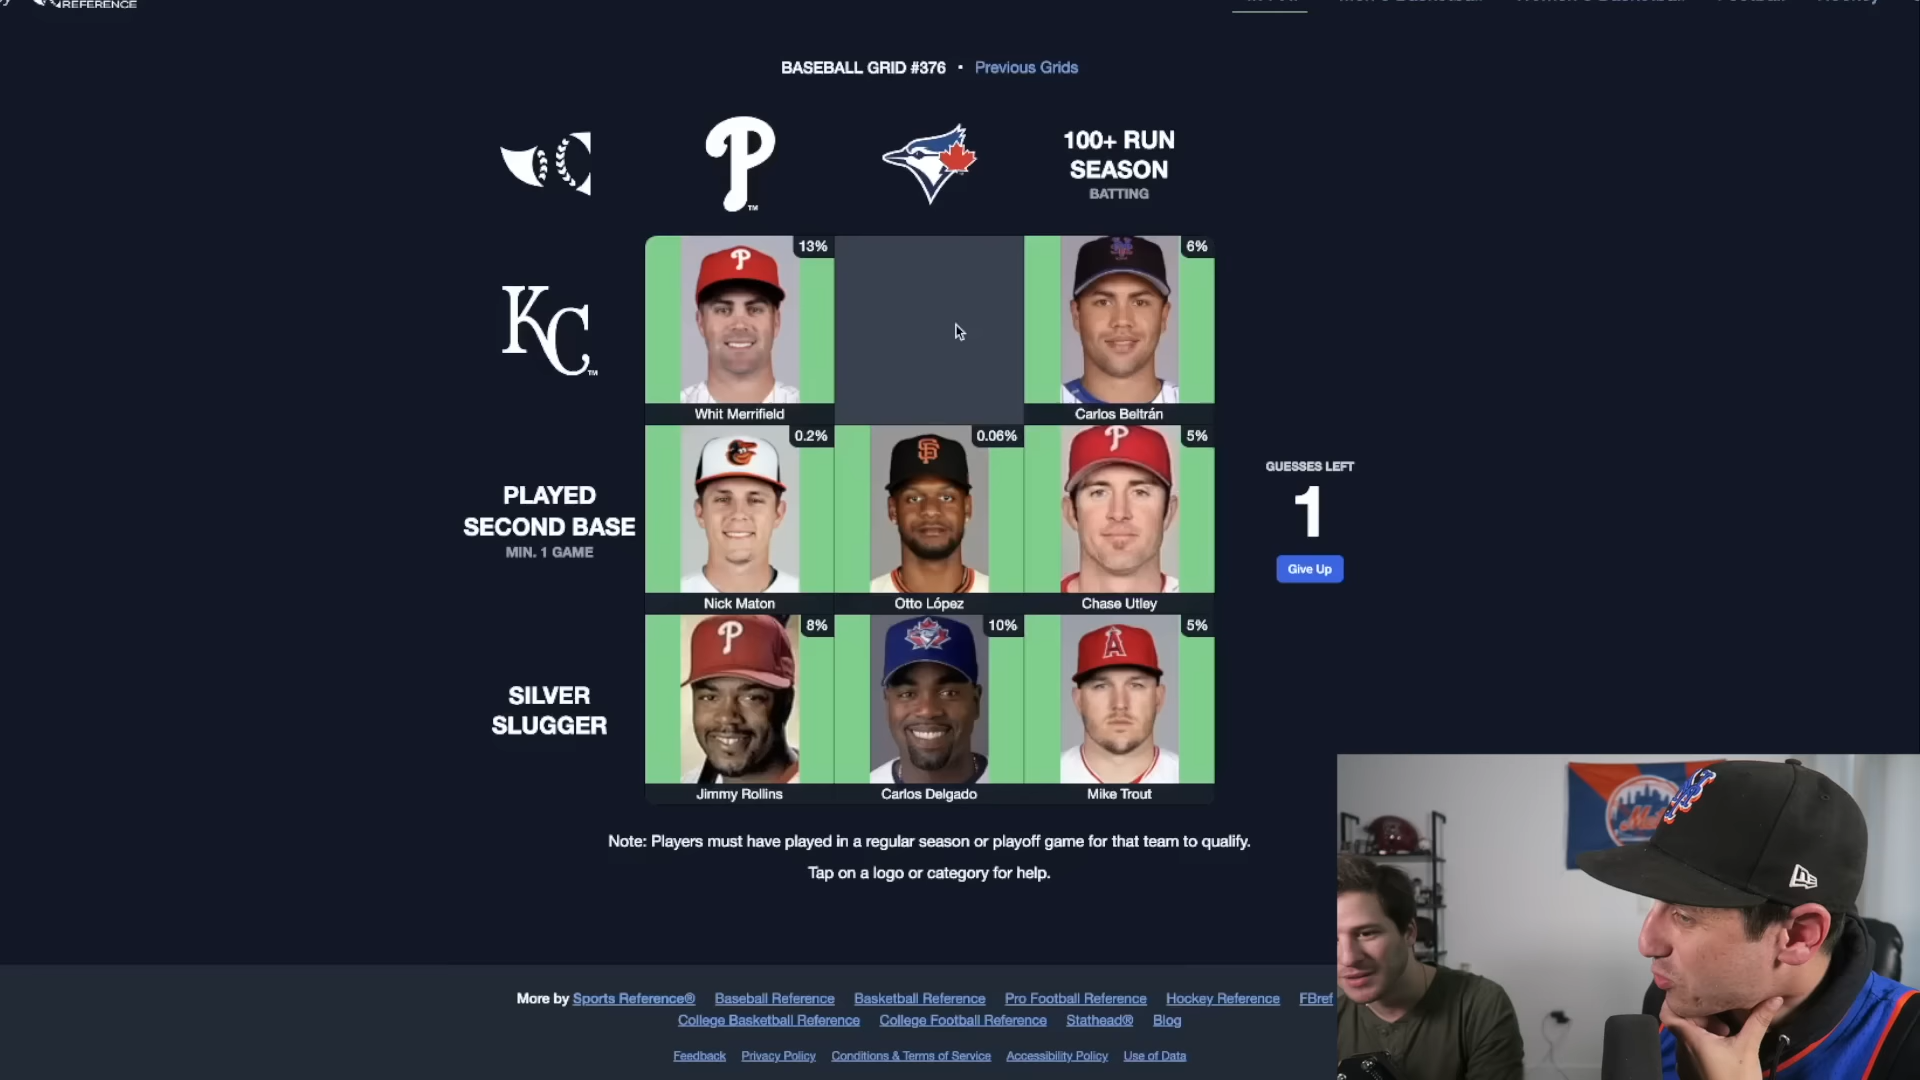 REFERENCE
BASEBALL GRID #376 • Previous Grids
P
TM
100+ RUN
SEASON
BATTING
KC
TM
13%
6%
Whit Merrifield
Carlos Beltrán
PLAYED
SECOND BASE
MIN. 1 GAME
0.2%
0.06%
5%
Nick Maton
Otto López
Chase Utley
GUESSES LEFT
1
Give Up
SILVER
SLUGGER
8%
10%
5%
Jimmy Rollins
Carlos Delgado
Mike Trout
Note: Players must have played in a regular season or playoff game for that team to qualify.
Tap on a logo or category for help.
More by Sports Reference® Baseball Reference Basketball Reference Pro Football Reference Hockey Reference FBref
College Basketball Reference College Football Reference Stathead® Blog
Feedback Privacy Policy Conditions & Terms of Service Accessibility Policy Use of Data